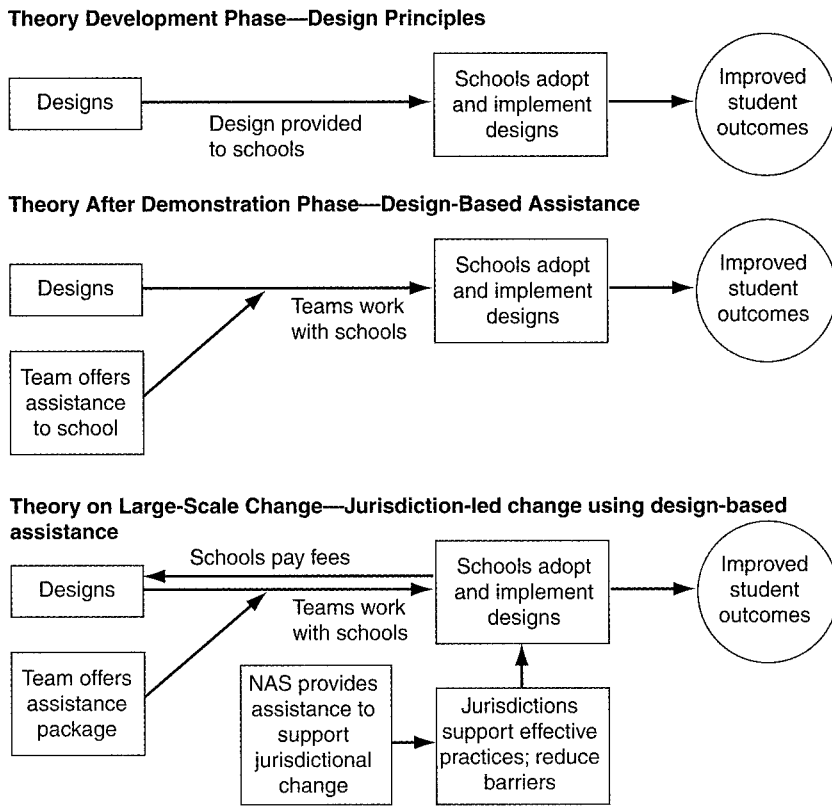 Theory Development Phase—Design Principles
Designs
Design provided
to schools
Schools adopt
and implement
designs
Improved
student
outcomes
Theory After Demonstration Phase—Design-Based Assistance
Designs
Teams work
with schools
Schools adopt
and implement
designs
Improved
student
outcomes
Team offers
assistance
to school
Theory on Large-Scale Change—Jurisdiction-led change using design-based
assistance
Schools pay fees
Designs
Teams work
with schools
Schools adopt
and implement
designs
Improved
student
outcomes
Team offers
assistance
package
NAS provides
assistance to
support
jurisdictional
change
Jurisdictions
support effective
practices; reduce
barriers